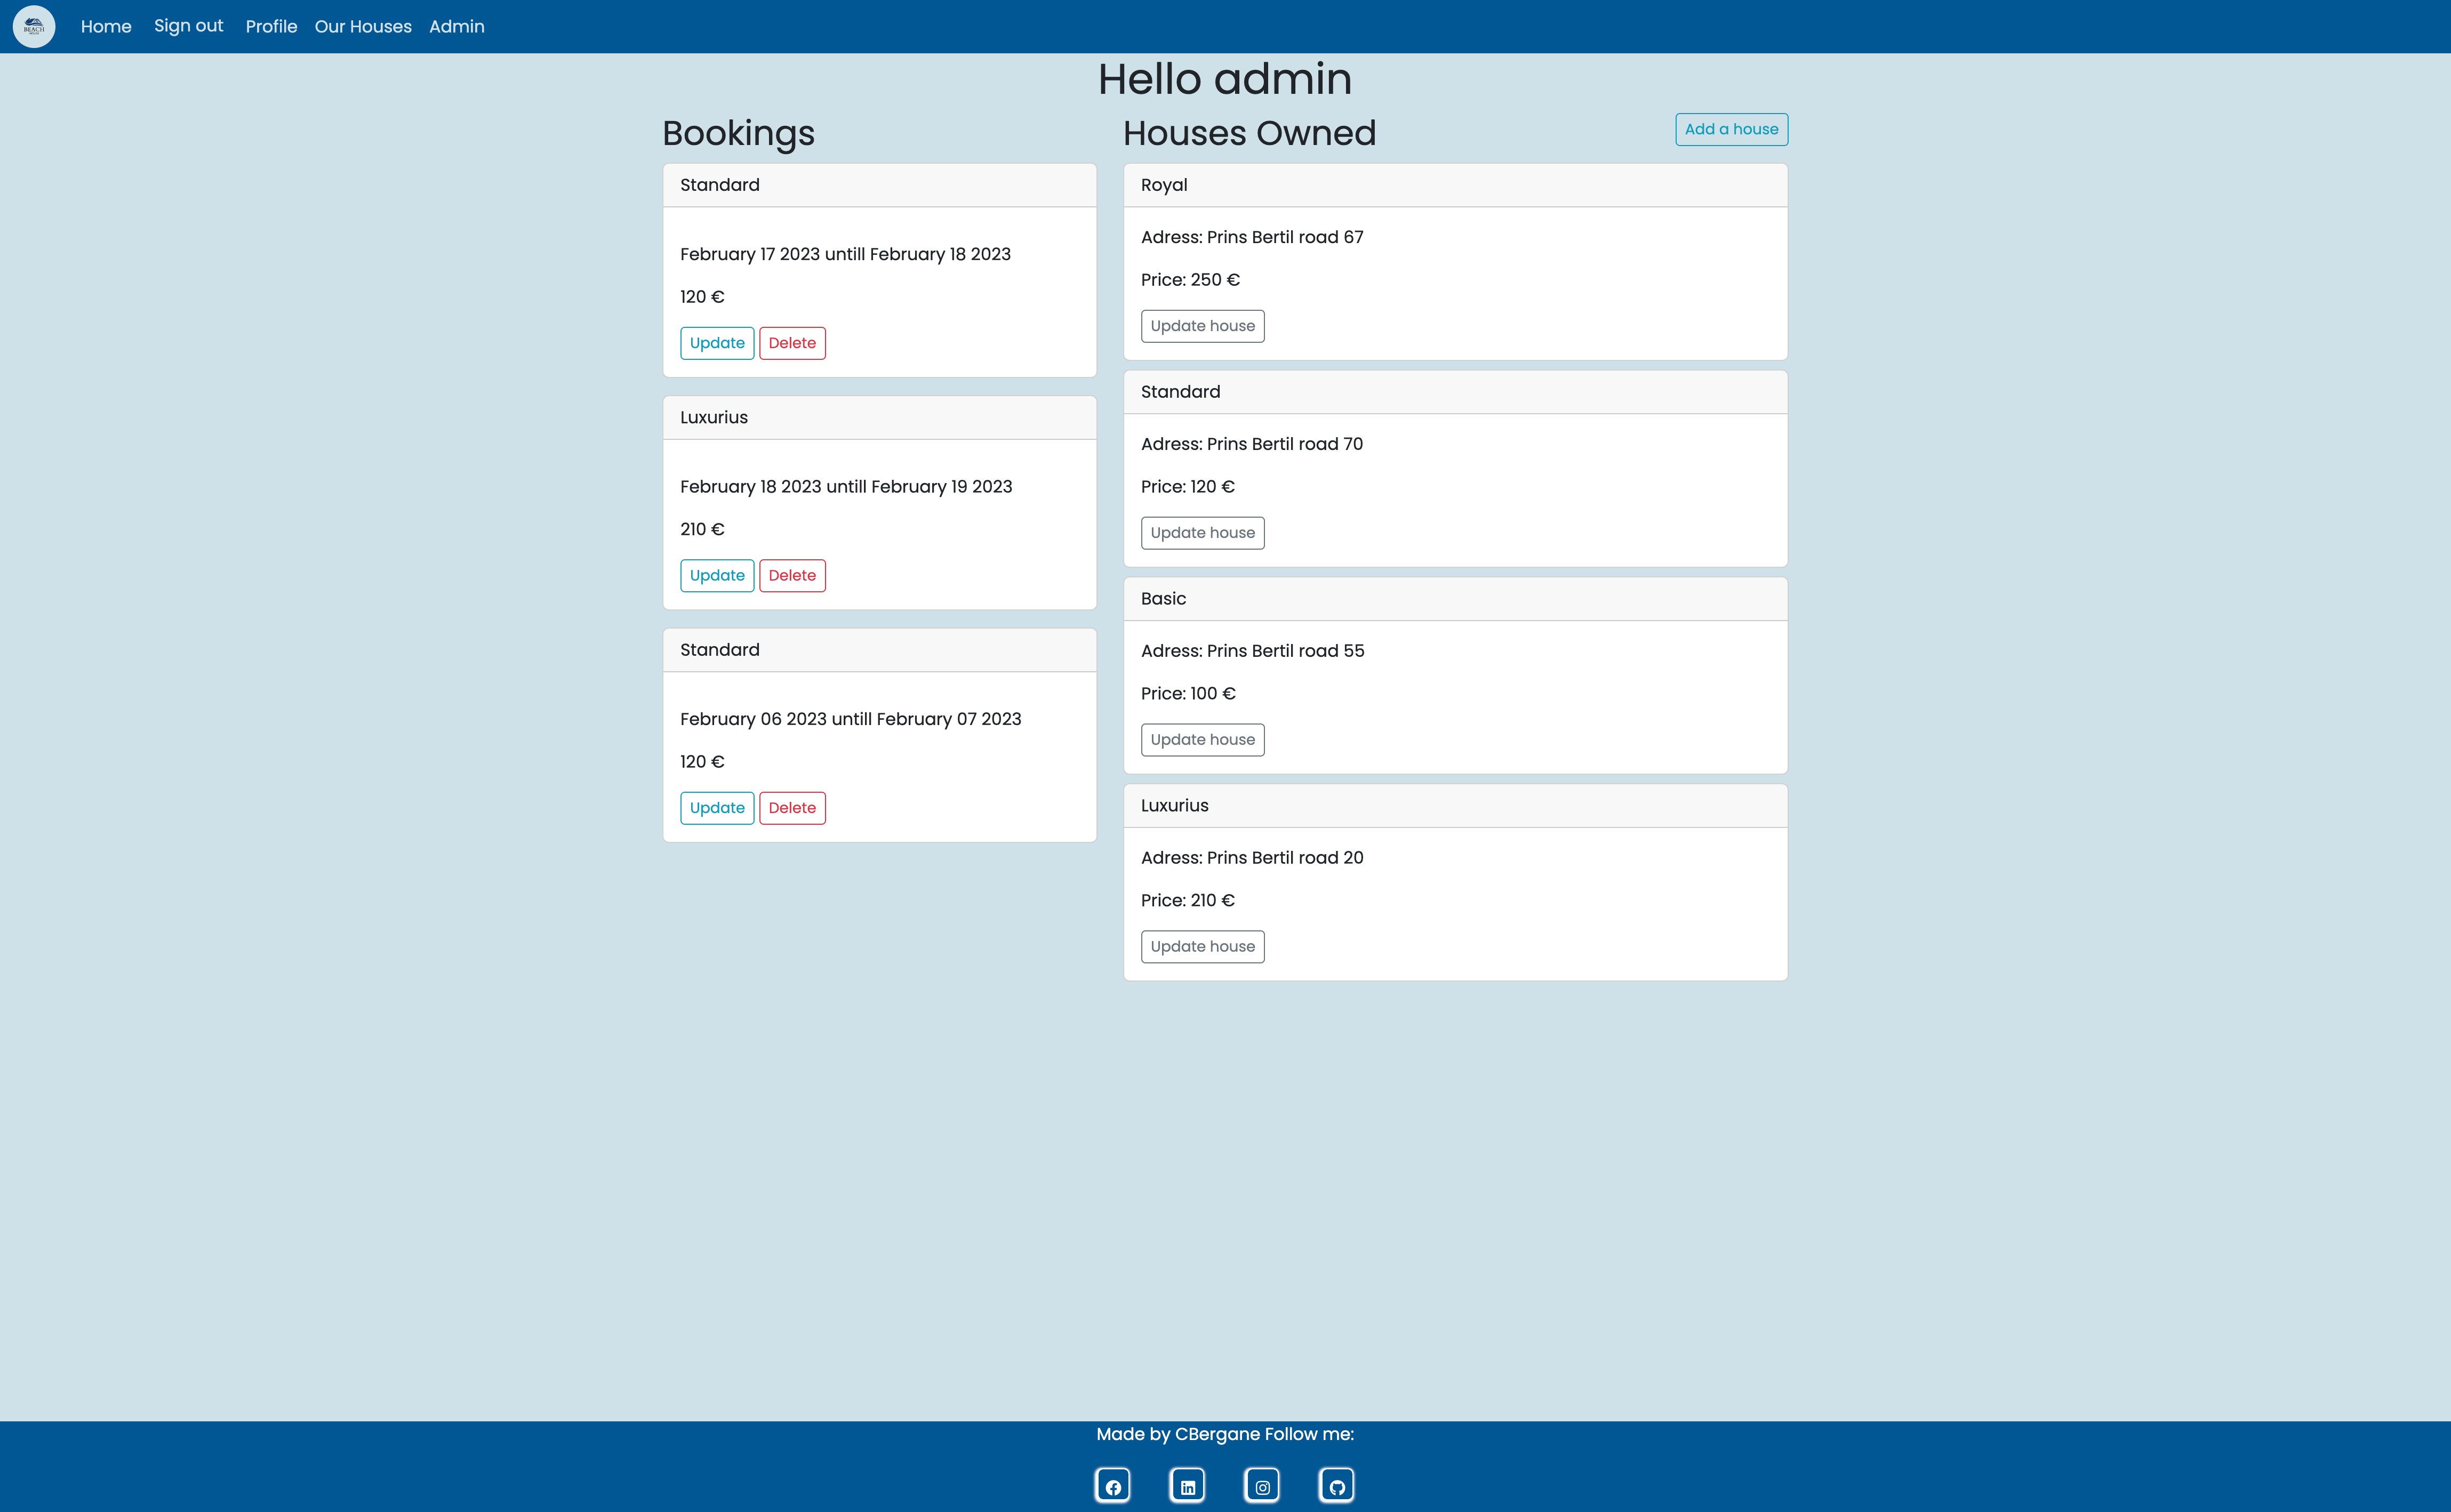 BEACH
Home Sign out Profile Our Houses Admin
Hello admin
Bookings
Standard
February 17 2023 untill February 18 2023
120 €
Update Delete
Luxurius
February 18 2023 untill February 19 2023
210 €
Update Delete
Standard
February 06 2023 untill February 07 2023
120 €
Update Delete
Houses Owned
Add a house
Royal
Adress: Prins Bertil road 67
Price: 250 €
Update house
Standard
Adress: Prins Bertil road 70
Price: 120 €
Update house
Basic
Adress: Prins Bertil road 55
Price: 100 €
Update house
Luxurius
Adress: Prins Bertil road 20
Price: 210 €
Update house
Made by CBergane Follow me: